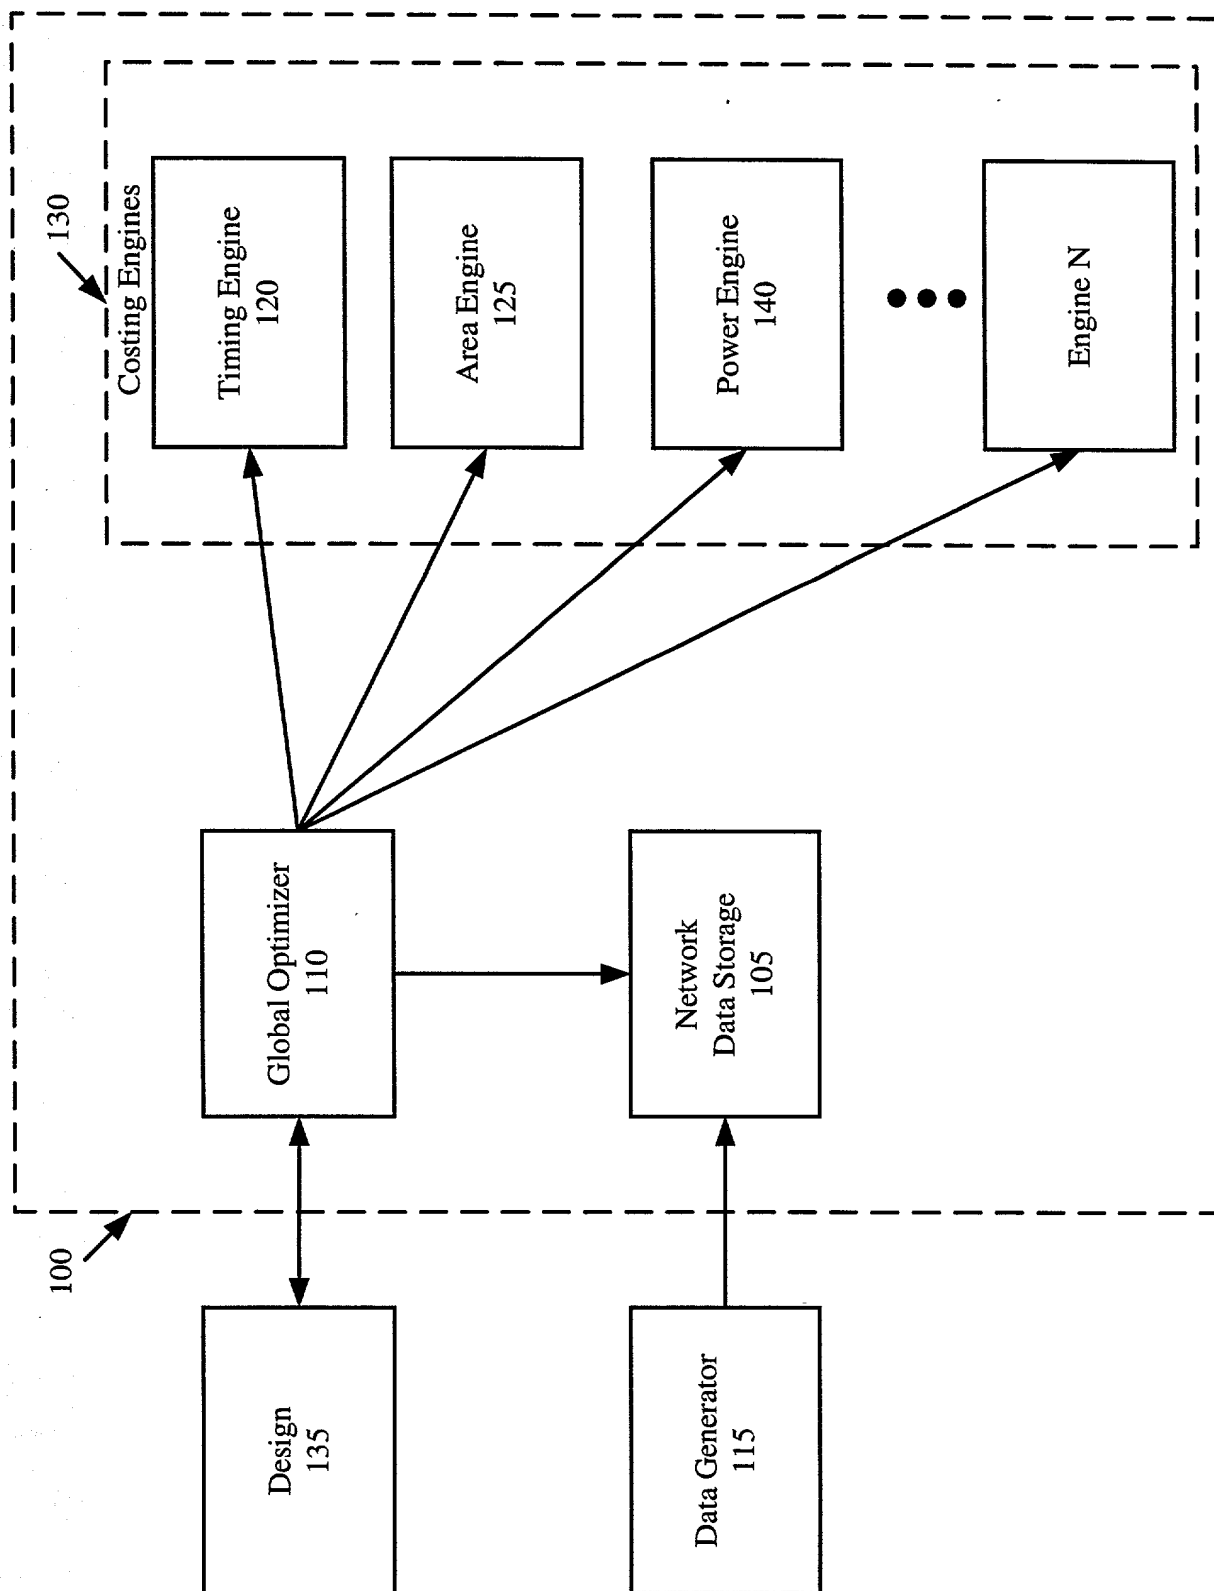 100
130
Costing Engines
Design
135
Global Optimizer
110
Timing Engine
120
Area Engine
125
Data Generator
115
Network
Data Storage
105
Power Engine
140
Engine N